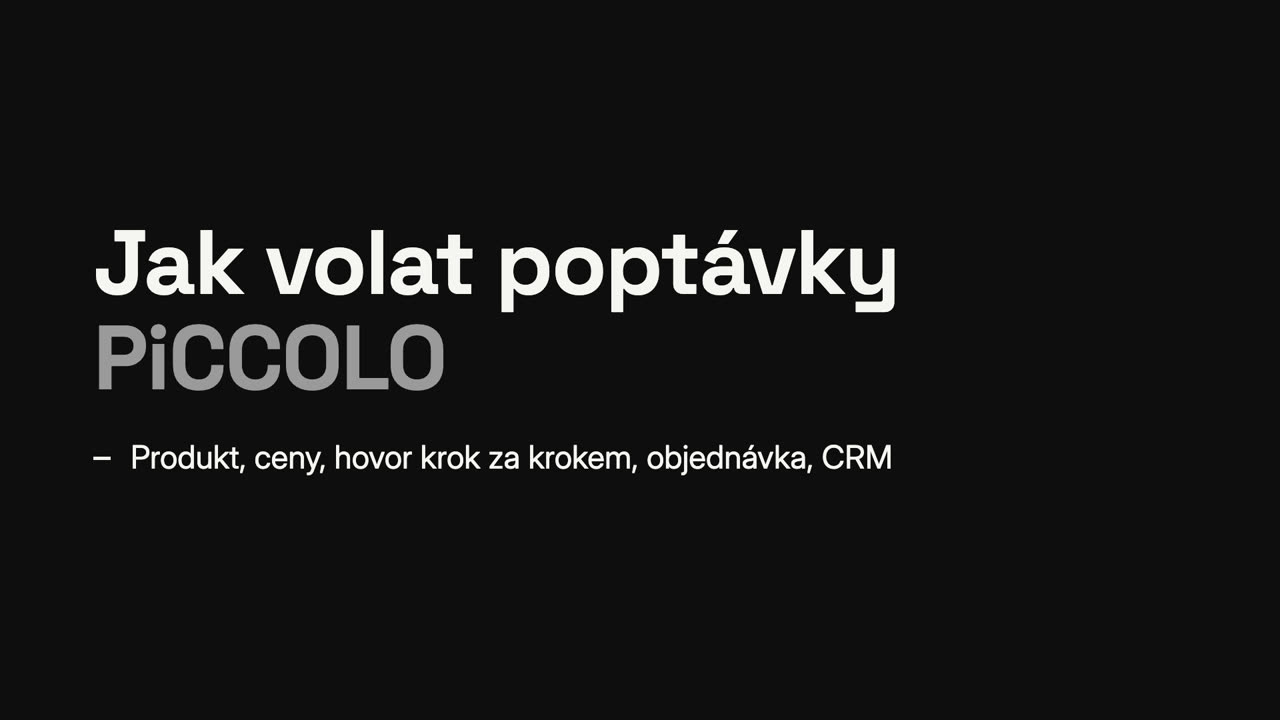 Jak volat poptávky
PiCCOLO
– Produkt, ceny, hovor krok za krokem, objednávka, CRM